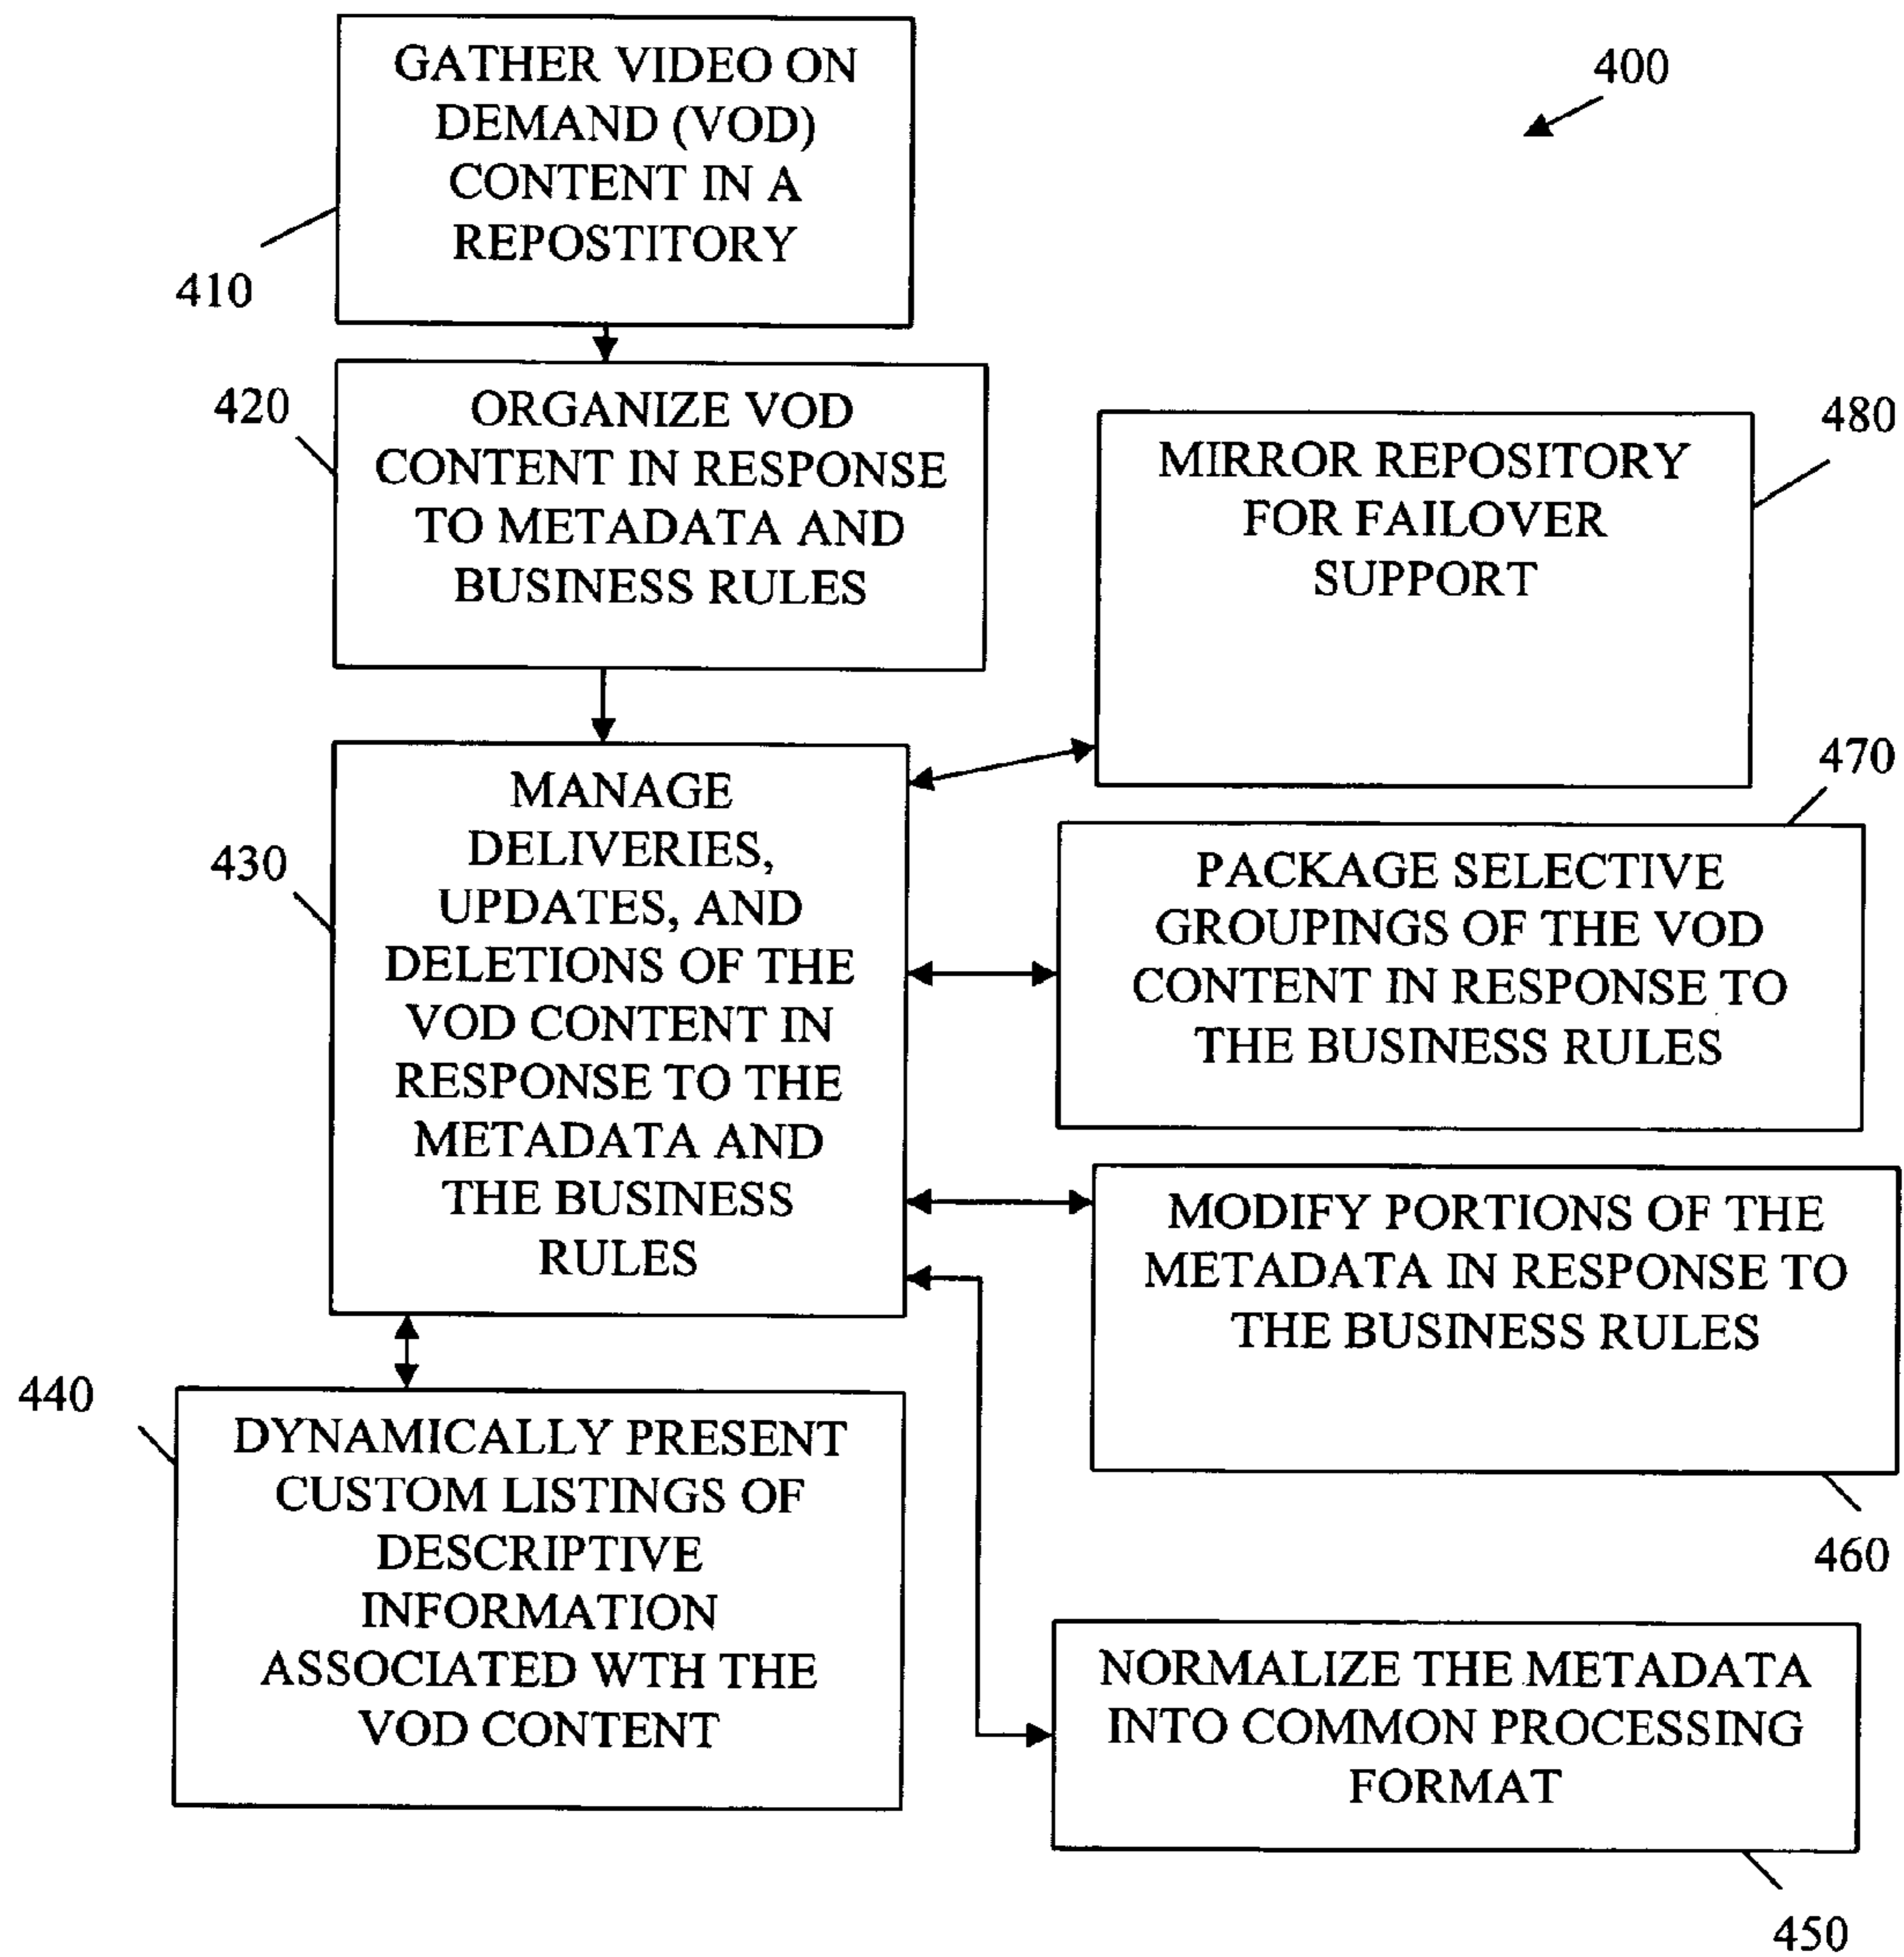 GATHER VIDEO ON
DEMAND (VOD)
CONTENT IN A
REPOSTITORY
400
410
420
ORGANIZE VOD
CONTENT IN RESPONSE
TO METADATA AND
BUSINESS RULES
480
MIRROR REPOSITORY
FOR FAILOVER
SUPPORT
430
MANAGE
DELIVERIES,
UPDATES, AND
DELETIONS OF THE
VOD CONTENT IN
RESPONSE TO THE
METADATA AND
THE BUSINESS
RULES
470
PACKAGE SELECTIVE
GROUPINGS OF THE VOD
CONTENT IN RESPONSE TO
THE BUSINESS RULES
MODIFY PORTIONS OF THE
METADATA IN RESPONSE TO
THE BUSINESS RULES
460
440
DYNAMICALLY PRESENT
CUSTOM LISTINGS OF
DESCRIPTIVE
INFORMATION
ASSOCIATED WTH THE
VOD CONTENT
NORMALIZE THE METADATA
INTO COMMON PROCESSING
FORMAT
450